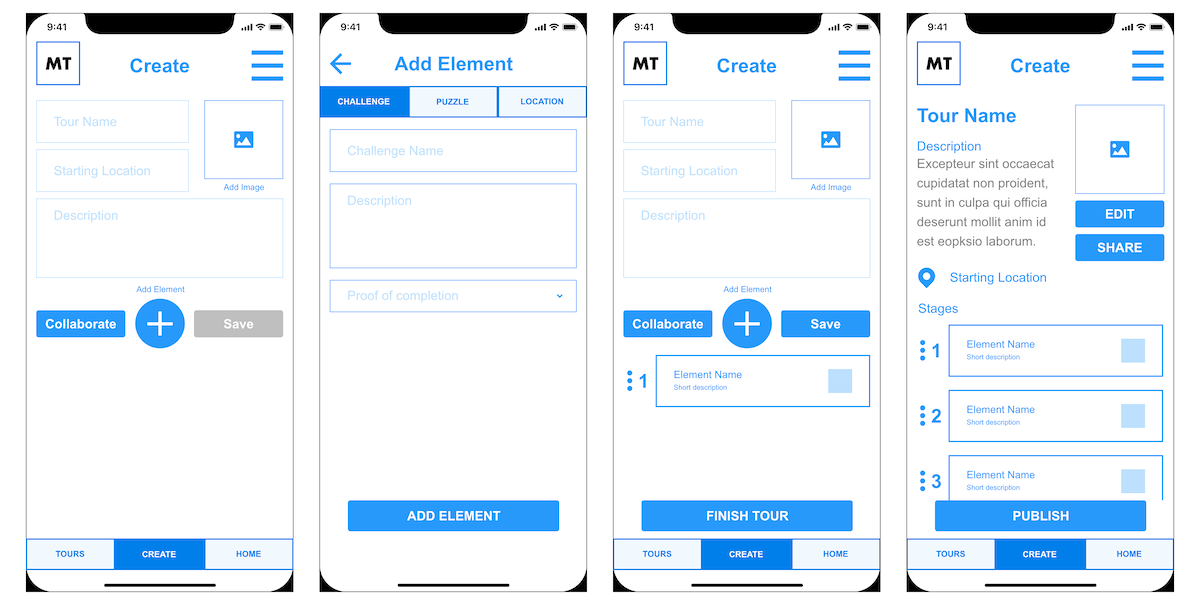 9:41
MT
Create
Tour Name
Starting Location
Add Image
Description
Add Element
Collaborate
Save
TOURS
CREATE
HOME
9:41
Add Element
CHALLENGE
PUZZLE
LOCATION
Challenge Name
Description
Proof of completion
ADD ELEMENT
9:41
MT
Create
Tour Name
Starting Location
Add Image
Description
Add Element
Collaborate
Save
1
Element Name
Short description
FINISH TOUR
TOURS
CREATE
HOME
9:41
MT
Create
Tour Name
Description
Excepteur sint occaecat
cupidatat non proident,
sunt in culpa qui officia
deserunt mollit anim id
est eopksio laborum.
EDIT
SHARE
Starting Location
Stages
1
Element Name
Short description
2
Element Name
Short description
3
Element Name
Short description
PUBLISH
TOURS
CREATE
HOME